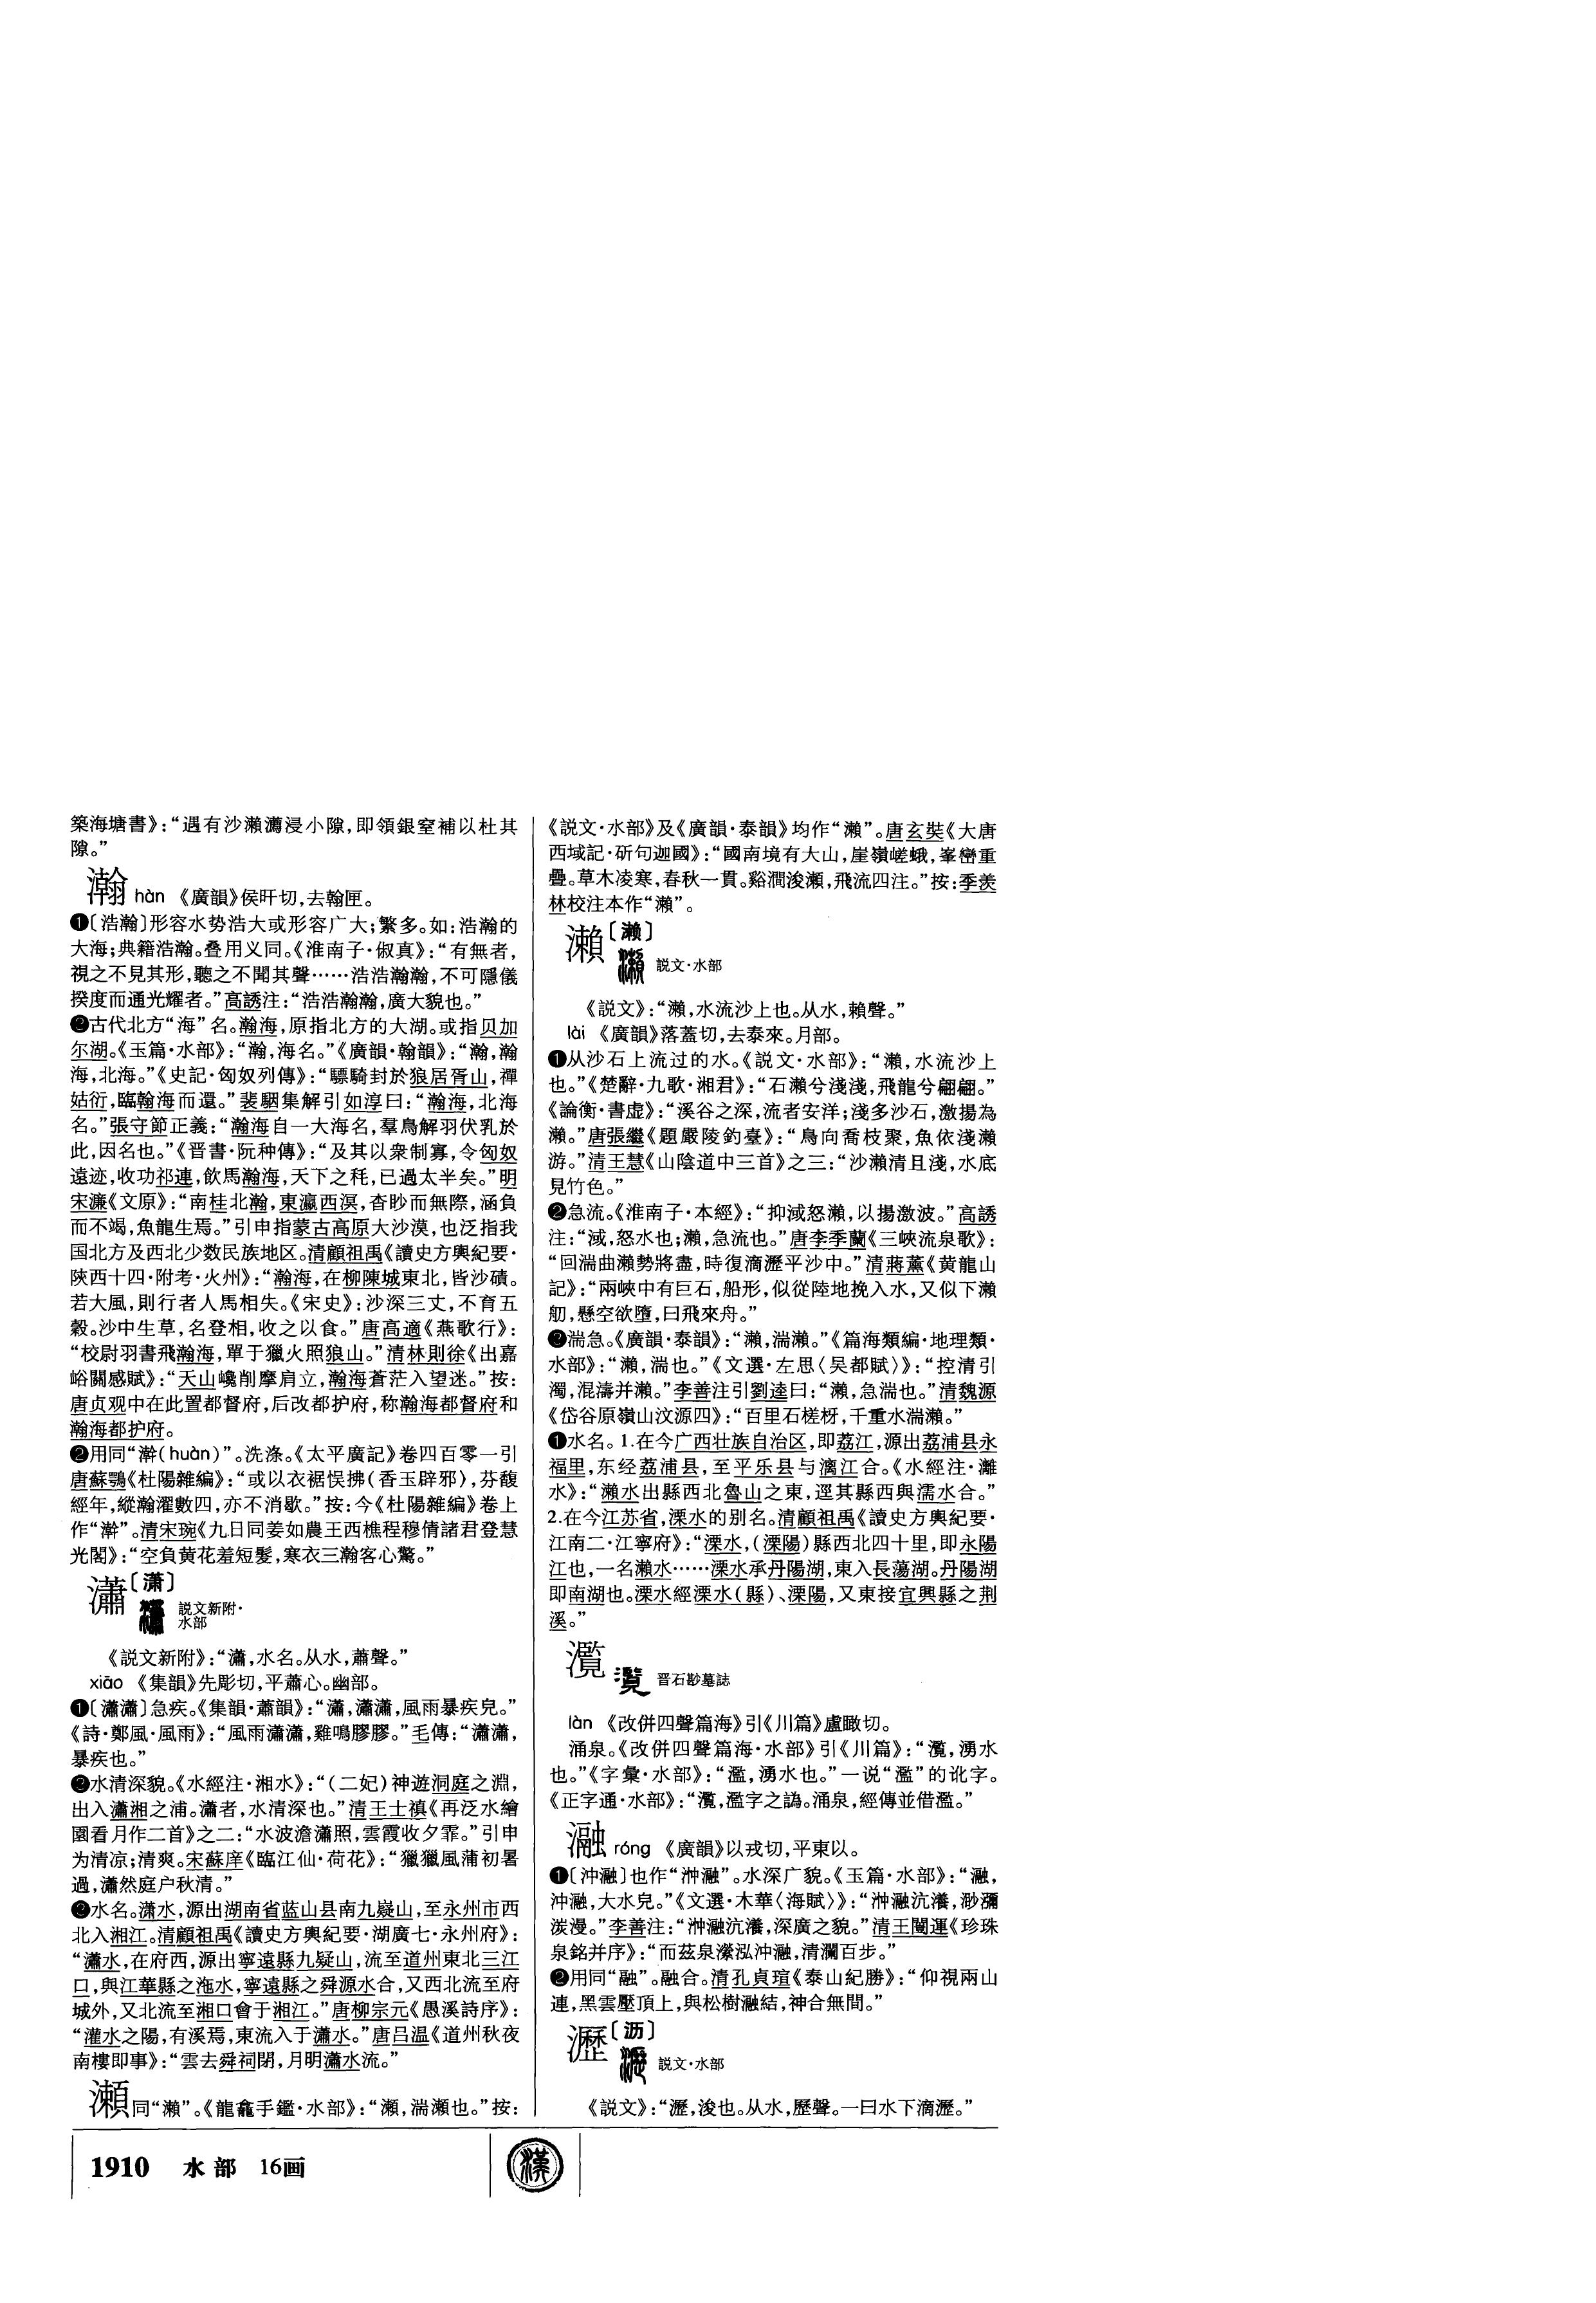 築海塘書》：“遇有沙瀨灟浸小隙，即領銀窒補以杜其
隙。”
瀚 hàn 《廣韻》侯旰切，去翰匣。
❶〔浩瀚〕形容水势浩大或形容广大；繁多。如：浩瀚的
大海；典籍浩瀚。叠用义同。《淮南子·俶真》：“有無者，
視之不見其形，聽之不聞其聲……浩浩瀚瀚，不可隱儀
揆度而通光耀者。”高誘注：“浩浩瀚瀚，廣大貌也。”
❷古代北方“海”名。瀚海，原指北方的大湖。或指贝加
尔湖。《玉篇·水部》：“瀚，海名。”《廣韻·翰韻》：“瀚，瀚
海，北海。”《史記·匈奴列傳》：“驃騎封於狼居胥山，禪
姑衍，臨翰海而還。”裴駰集解引如淳曰：“瀚海，北海
名。”張守節正義：“瀚海自一大海名，羣鳥解羽伏乳於
此，因名也。”《晋書·阮种傳》：“及其以衆制寡，令匈奴
遠迹，收功祁連，飲馬瀚海，天下之秏，已過太半矣。”明
宋濂《文原》：“南桂北瀚，東瀛西溟，杳眇而無際，涵負
而不竭，魚龍生焉。”引申指蒙古高原大沙漠，也泛指我
国北方及西北少数民族地区。清顧祖禹《讀史方輿紀要·
陝西十四·附考·火州》：“瀚海，在柳陳城東北，皆沙磧。
若大風，則行者人馬相失。《宋史》：沙深三丈，不育五
穀。沙中生草，名登相，收之以食。”唐高適《燕歌行》：
“校尉羽書飛瀚海，單于獵火照狼山。”清林則徐《出嘉
峪關感賦》：“天山巉削摩肩立，瀚海蒼茫入望迷。”按：
唐贞观中在此置都督府，后改都护府，称瀚海都督府和
瀚海都护府。
❷用同“澣（huàn）”。洗涤。《太平廣記》卷四百零一引
唐蘇鶚《杜陽雜編》：“或以衣裾悮拂（香玉辟邪），芬馥
經年，縱瀚濯數四，亦不消歇。”按：今《杜陽雜編》卷上
作“澣”。清宋琬《九日同姜如農王西樵程穆倩諸君登慧
光閣》：“空負黄花羞短髮，寒衣三瀚客心驚。”
瀟〔潇〕
説文新附·
水部
《説文新附》：“瀟，水名。从水，蕭聲。”
xiāo 《集韻》先彫切，平蕭心。幽部。
❶〔瀟瀟〕急疾。《集韻·蕭韻》：“瀟，瀟瀟，風雨暴疾皃。”
《詩·鄭風·風雨》：“風雨瀟瀟，雞鳴膠膠。”毛傳：“瀟瀟，
暴疾也。”
❷水清深貌。《水經注·湘水》：“（二妃）神遊洞庭之淵，
出入瀟湘之浦。瀟者，水清深也。”清王士禛《再泛水繪
園看月作二首》之二：“水波澹瀟照，雲霞收夕霏。”引申
为清凉；清爽。宋蘇庠《臨江仙·荷花》：“獵獵風蒲初暑
過，瀟然庭户秋清。”
❷水名。潇水，源出湖南省蓝山县南九嶷山，至永州市西
北入湘江。清顧祖禹《讀史方輿紀要·湖廣七·永州府》：
“瀟水，在府西，源出寧遠縣九疑山，流至道州東北三江
口，與江華縣之沲水，寧遠縣之舜源水合，又西北流至府
城外，又北流至湘口會于湘江。”唐柳宗元《愚溪詩序》：
“灌水之陽，有溪焉，東流入于瀟水。”唐吕温《道州秋夜
南樓即事》：“雲去舜祠閉，月明瀟水流。”
瀬 同“瀨”。《龍龕手鑑·水部》：“瀬，湍瀬也。”按：
《説文·水部》及《廣韻·泰韻》均作“瀨”。唐玄奘《大唐
西域記·斫句迦國》：“國南境有大山，崖嶺嵯峨，峯巒重
疊。草木凌寒，春秋一貫。谿澗浚瀬，飛流四注。”按：季羡
林校注本作“瀨”。
瀨〔濑〕
説文·水部
《説文》：“瀨，水流沙上也。从水，賴聲。”
lài 《廣韻》落蓋切，去泰來。月部。
❶从沙石上流过的水。《説文·水部》：“瀨，水流沙上
也。”《楚辭·九歌·湘君》：“石瀨兮淺淺，飛龍兮翩翩。”
《論衡·書虚》：“溪谷之深，流者安洋；淺多沙石，激揚為
瀨。”唐張繼《題嚴陵釣臺》：“鳥向喬枝聚，魚依淺瀨
游。”清王慧《山陰道中三首》之三：“沙瀨清且淺，水底
見竹色。”
❷急流。《淮南子·本經》：“抑減怒瀨，以揚激波。”高誘
注：“減，怒水也；瀨，急流也。”唐李季蘭《三峽流泉歌》：
“回湍曲瀨勢將盡，時復滴瀝平沙中。”清蔣薰《黄龍山
記》：“兩峽中有巨石，船形，似從陸地挽入水，又似下瀨
舠，懸空欲墮，曰飛來舟。”
❷湍急。《廣韻·泰韻》：“瀨，湍瀨。”《篇海類編·地理類·
水部》：“瀨，湍也。”《文選·左思〈吴都賦〉》：“控清引
濁，混濤并瀨。”李善注引劉逵曰：“瀨，急湍也。”清魏源
《岱谷原嶺山汶源四》：“百里石槎枒，千重水湍瀨。”
❶水名。1.在今广西壮族自治区，即荔江，源出荔浦县永
福里，东经荔浦县，至平乐县与漓江合。《水經注·灕
水》：“瀨水出縣西北魯山之東，逕其縣西與濡水合。”
2.在今江苏省，溧水的别名。清顧祖禹《讀史方輿紀要·
江南二·江寧府》：“溧水，（溧陽）縣西北四十里，即永陽
江也，一名瀨水……溧水承丹陽湖，東入長蕩湖。丹陽湖
即南湖也。溧水經溧水（縣）、溧陽，又東接宜興縣之荆
溪。”
灠 晋石尠墓誌
làn 《改併四聲篇海》引《川篇》盧瞰切。
涌泉。《改併四聲篇海·水部》引《川篇》：“灠，湧水
也。”《字彙·水部》：“灠，湧水也。”一说“濫”的讹字。
《正字通·水部》：“灠，濫字之譌。涌泉，經傳並借濫。”
瀜 róng 《廣韻》以戎切，平東以。
❶〔沖瀜〕也作“浺瀜”。水深广貌。《玉篇·水部》：“瀜，
沖瀜，大水皃。”《文選·木華〈海賦〉》：“浺瀜沆瀁，渺瀰
湠漫。”李善注：“浺瀜沆瀁，深廣之貌。”清王闓運《珍珠
泉銘并序》：“而茲泉瀠泓沖瀜，清瀾百步。”
❷用同“融”。融合。清孔貞瑄《泰山紀勝》：“仰視兩山
連，黑雲壓頂上，與松樹瀜結，神合無間。”
瀝〔沥〕
説文·水部
《説文》：“瀝，浚也。从水，歷聲。一曰水下滴瀝。”
1910 水部 16画
漢